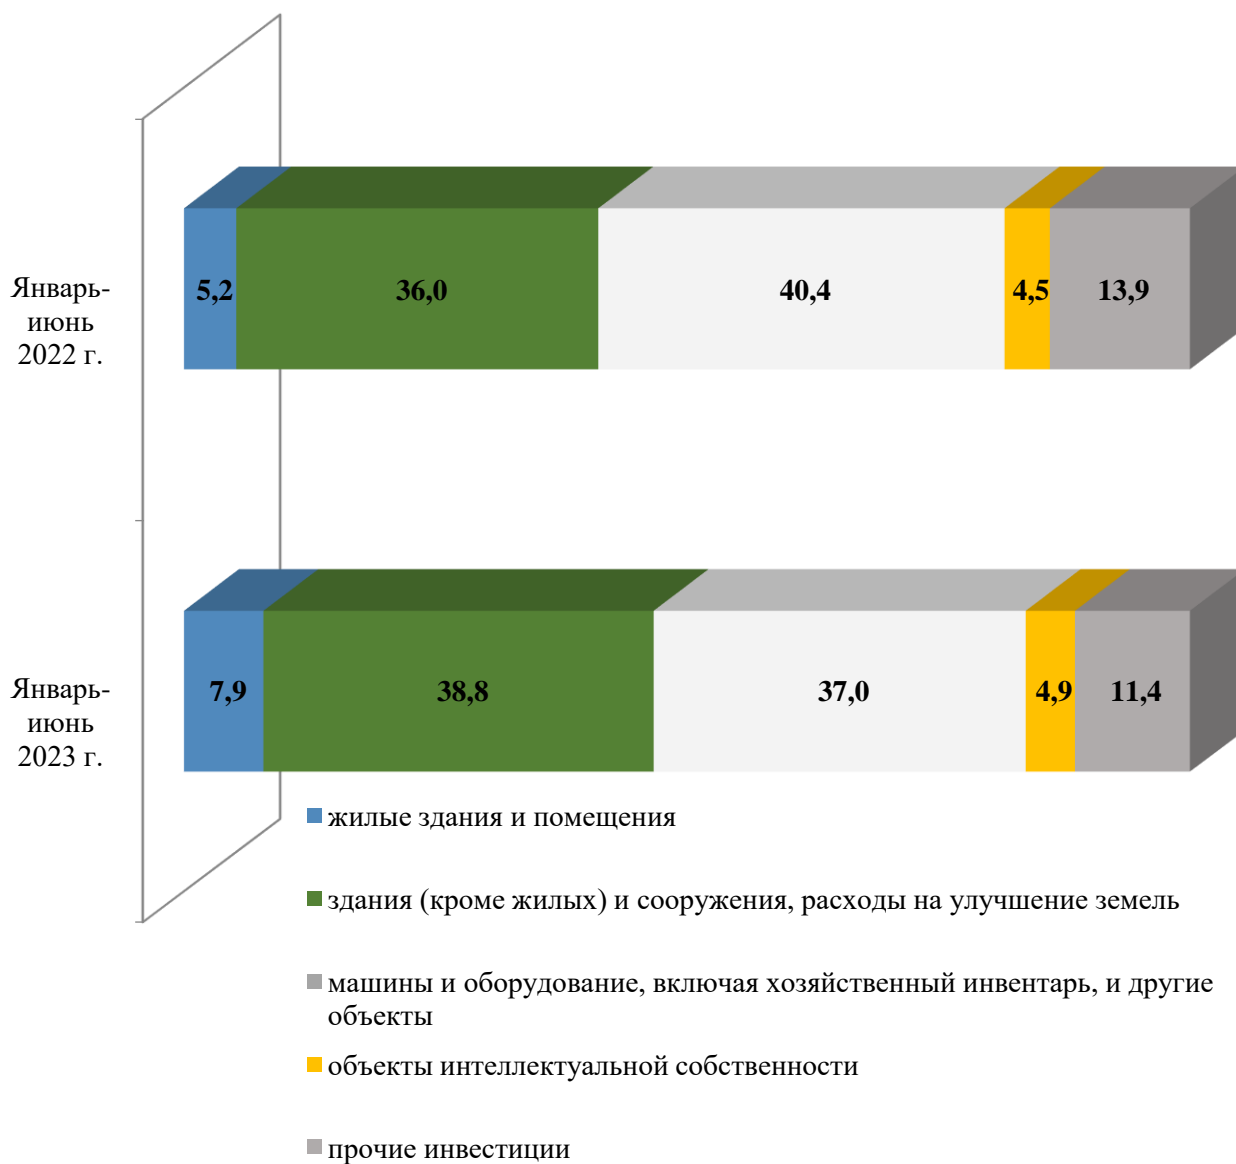 Январь-
июнь
2022 г.
5,2 36,0 40,4 4,5 13,9
Январь-
июнь
2023 г.
7,9 38,8 37,0 4,9 11,4
жилые здания и помещения
здания (кроме жилых) и сооружения, расходы на улучшение земель
машины и оборудование, включая хозяйственный инвентарь, и другие
объекты
объекты интеллектуальной собственности
прочие инвестиции